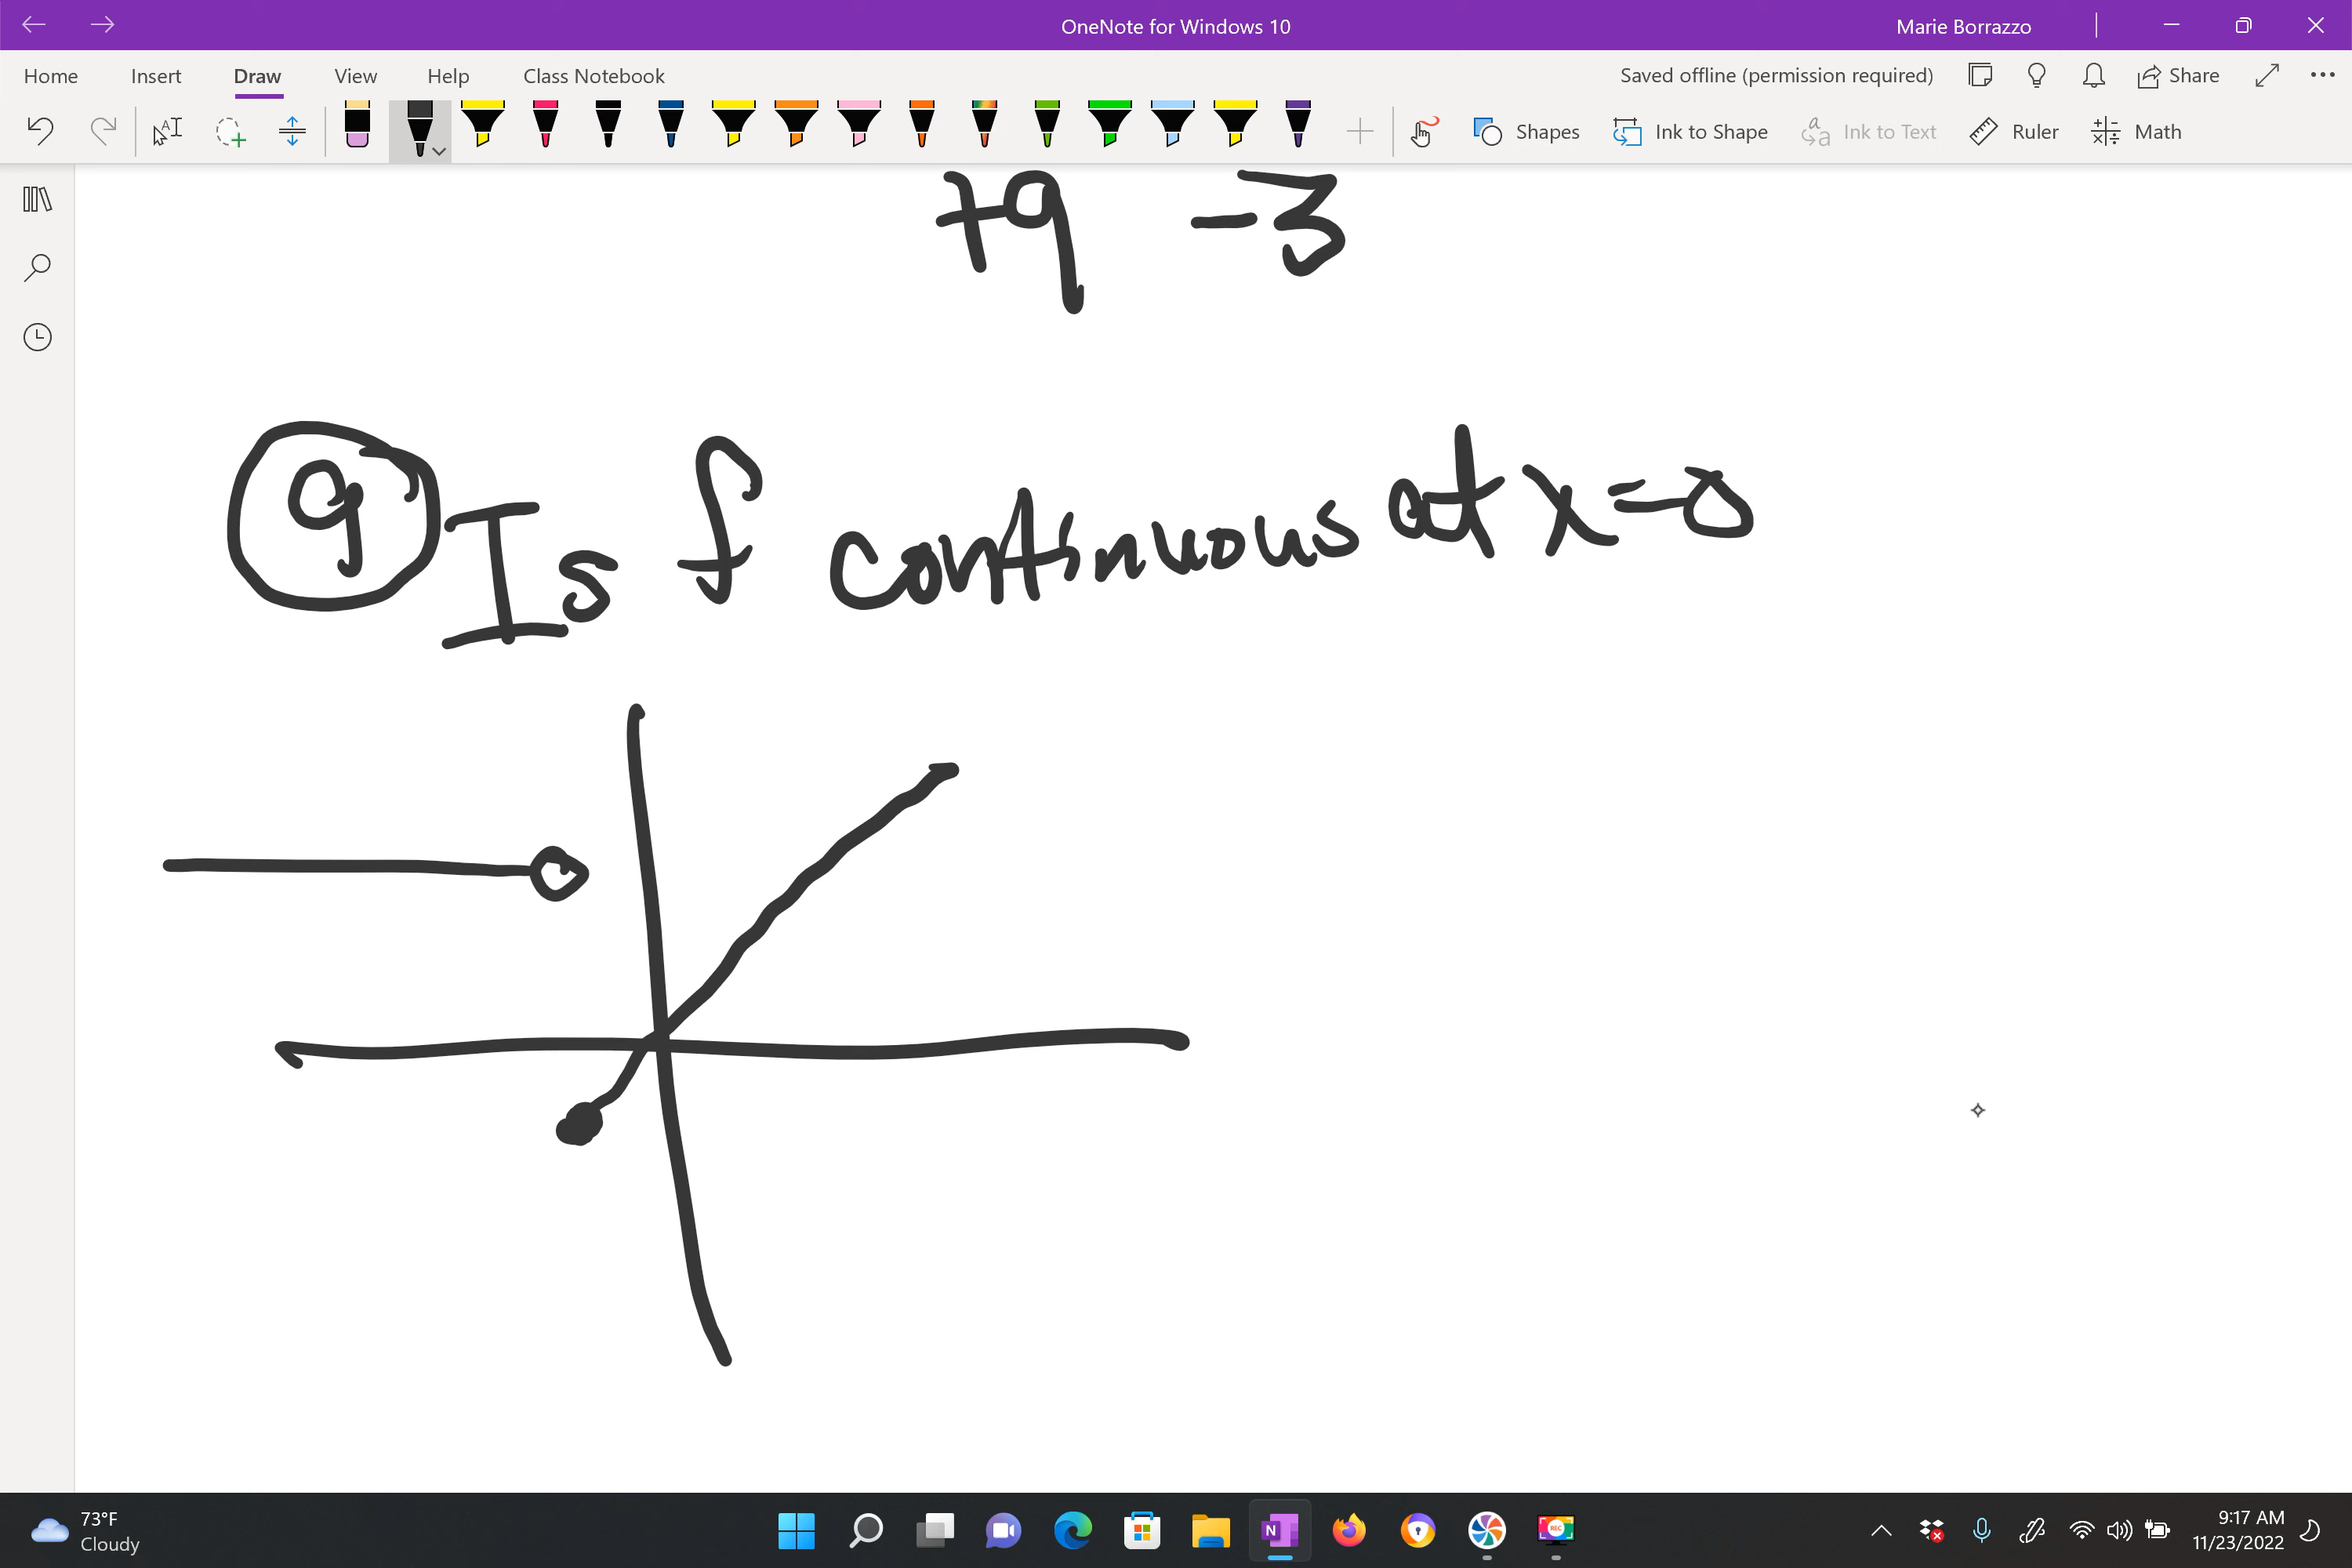 OneNote for Windows 10
Marie Borrazzo
Home Insert Draw View Help Class Notebook
Saved offline (permission required) Share
Shapes Ink to Shape Ink to Text Ruler Math
+9 -3
9 Is f continuous at x=0
73°F
Cloudy
9:17 AM
11/23/2022